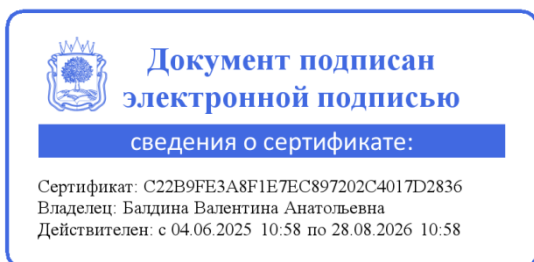 Документ подписан
электронной подписью
сведения о сертификате:
Сертификат: C22B9FE3A8F1E7EC897202C4017D2836
Владелец: Балдина Валентина Анатольевна
Действителен: с 04.06.2025 10:58 по 28.08.2026 10:58